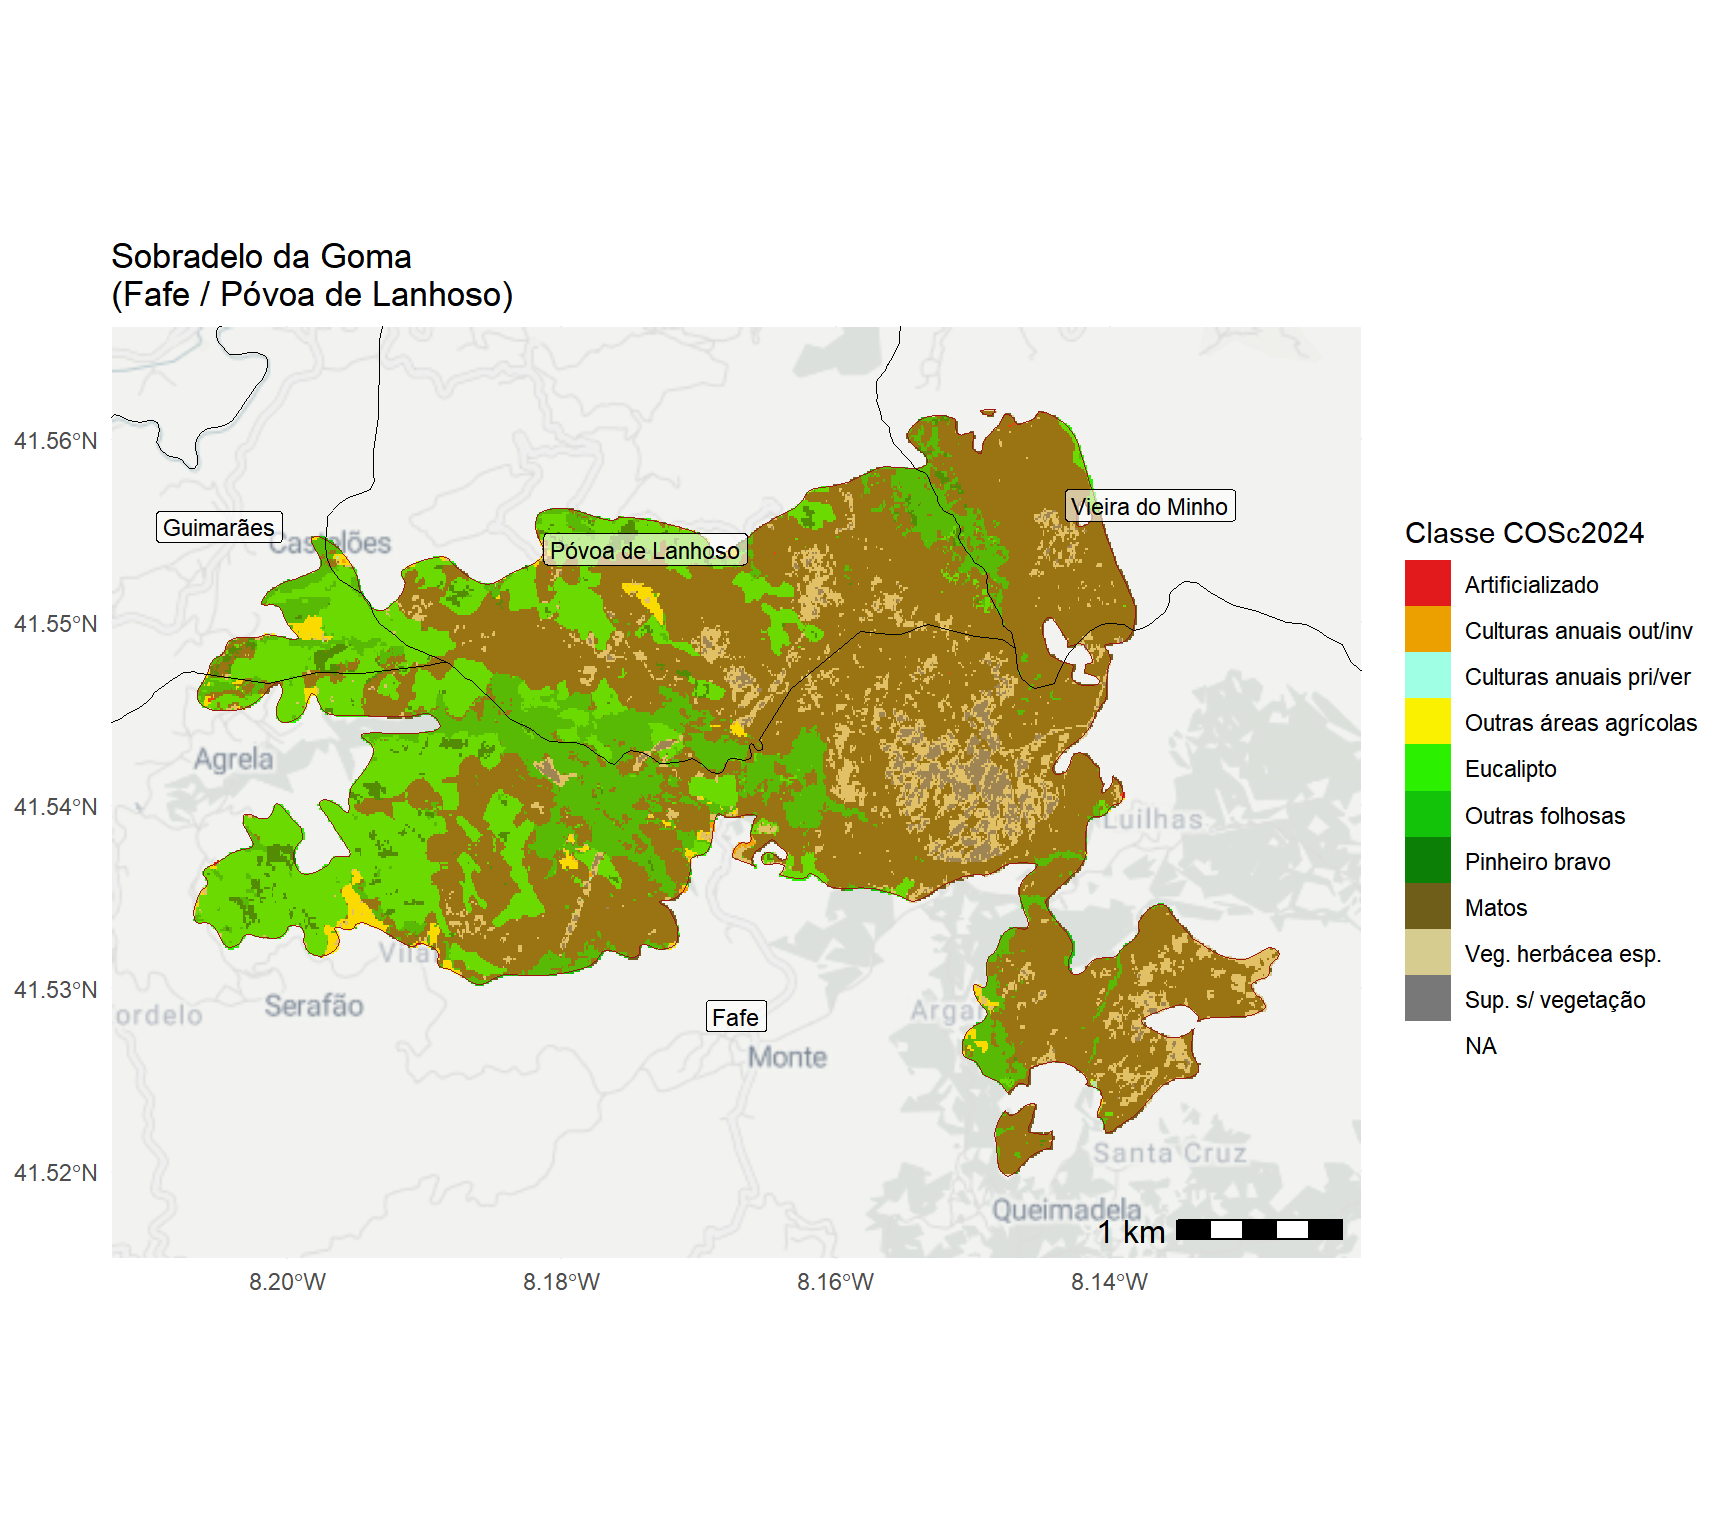 Sobradelo da Goma
(Fafe / Póvoa de Lanhoso)
41.56°N
41.55°N
41.54°N
41.53°N
41.52°N
Guimarães
Castelões
Póvoa de Lanhoso
Vieira do Minho
Agrela
Luilhas
Vila
Serafão
ordelo
Fafe
Argan
Monte
Santa Cruz
Queimadela
1 km
8.20°W
8.18°W
8.16°W
8.14°W
Classe COSc2024
Artificializado
Culturas anuais out/inv
Culturas anuais pri/ver
Outras áreas agrícolas
Eucalipto
Outras folhosas
Pinheiro bravo
Matos
Veg. herbácea esp.
Sup. s/ vegetação
NA